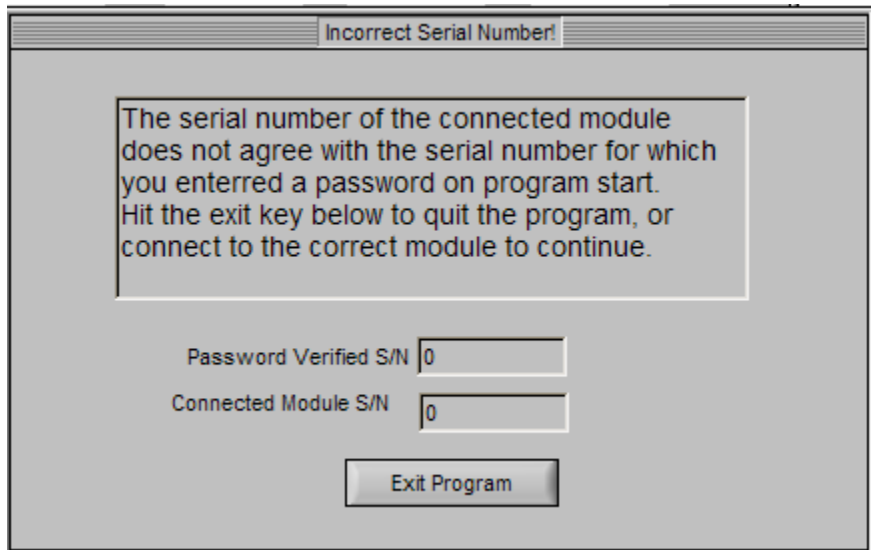 Incorrect Serial Number!
The serial number of the connected module
does not agree with the serial number for which
you enterred a password on program start.
Hit the exit key below to quit the program, or
connect to the correct module to continue.
Password Verified S/N 0
Connected Module S/N 0
Exit Program